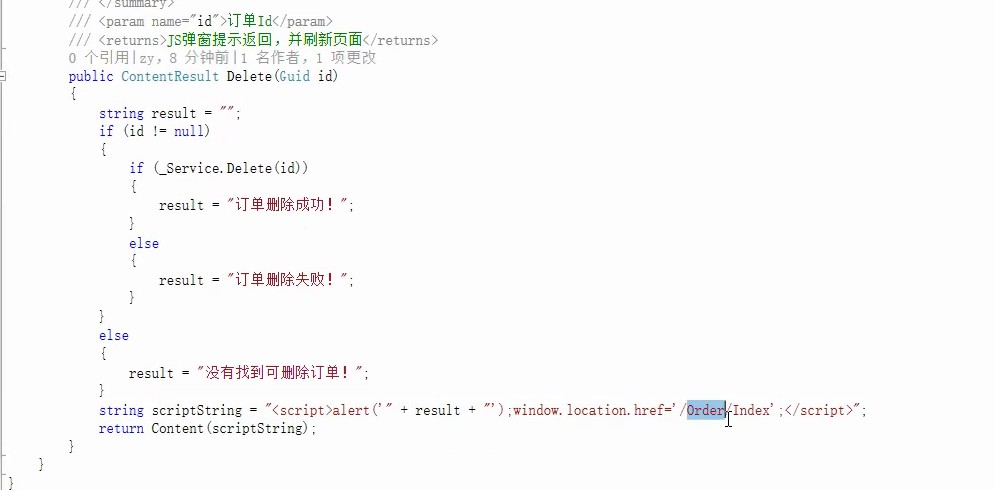 /// </summary>
/// <param name="id">订单Id</param>
/// <returns>JS弹窗提示返回，并刷新页面</returns>
0 个引用|zy，8 分钟前|1 名作者，1 项更改
public ContentResult Delete(Guid id)
{
string result = "";
if (id != null)
{
if (_Service.Delete(id))
{
result = "订单删除成功！";
}
else
{
result = "订单删除失败！";
}
}
else
{
result = "没有找到可删除订单！";
}
string scriptString = "<script>alert('" + result + "');window.location.href='/Order/Index';</script>";
return Content(scriptString);
}
}
}